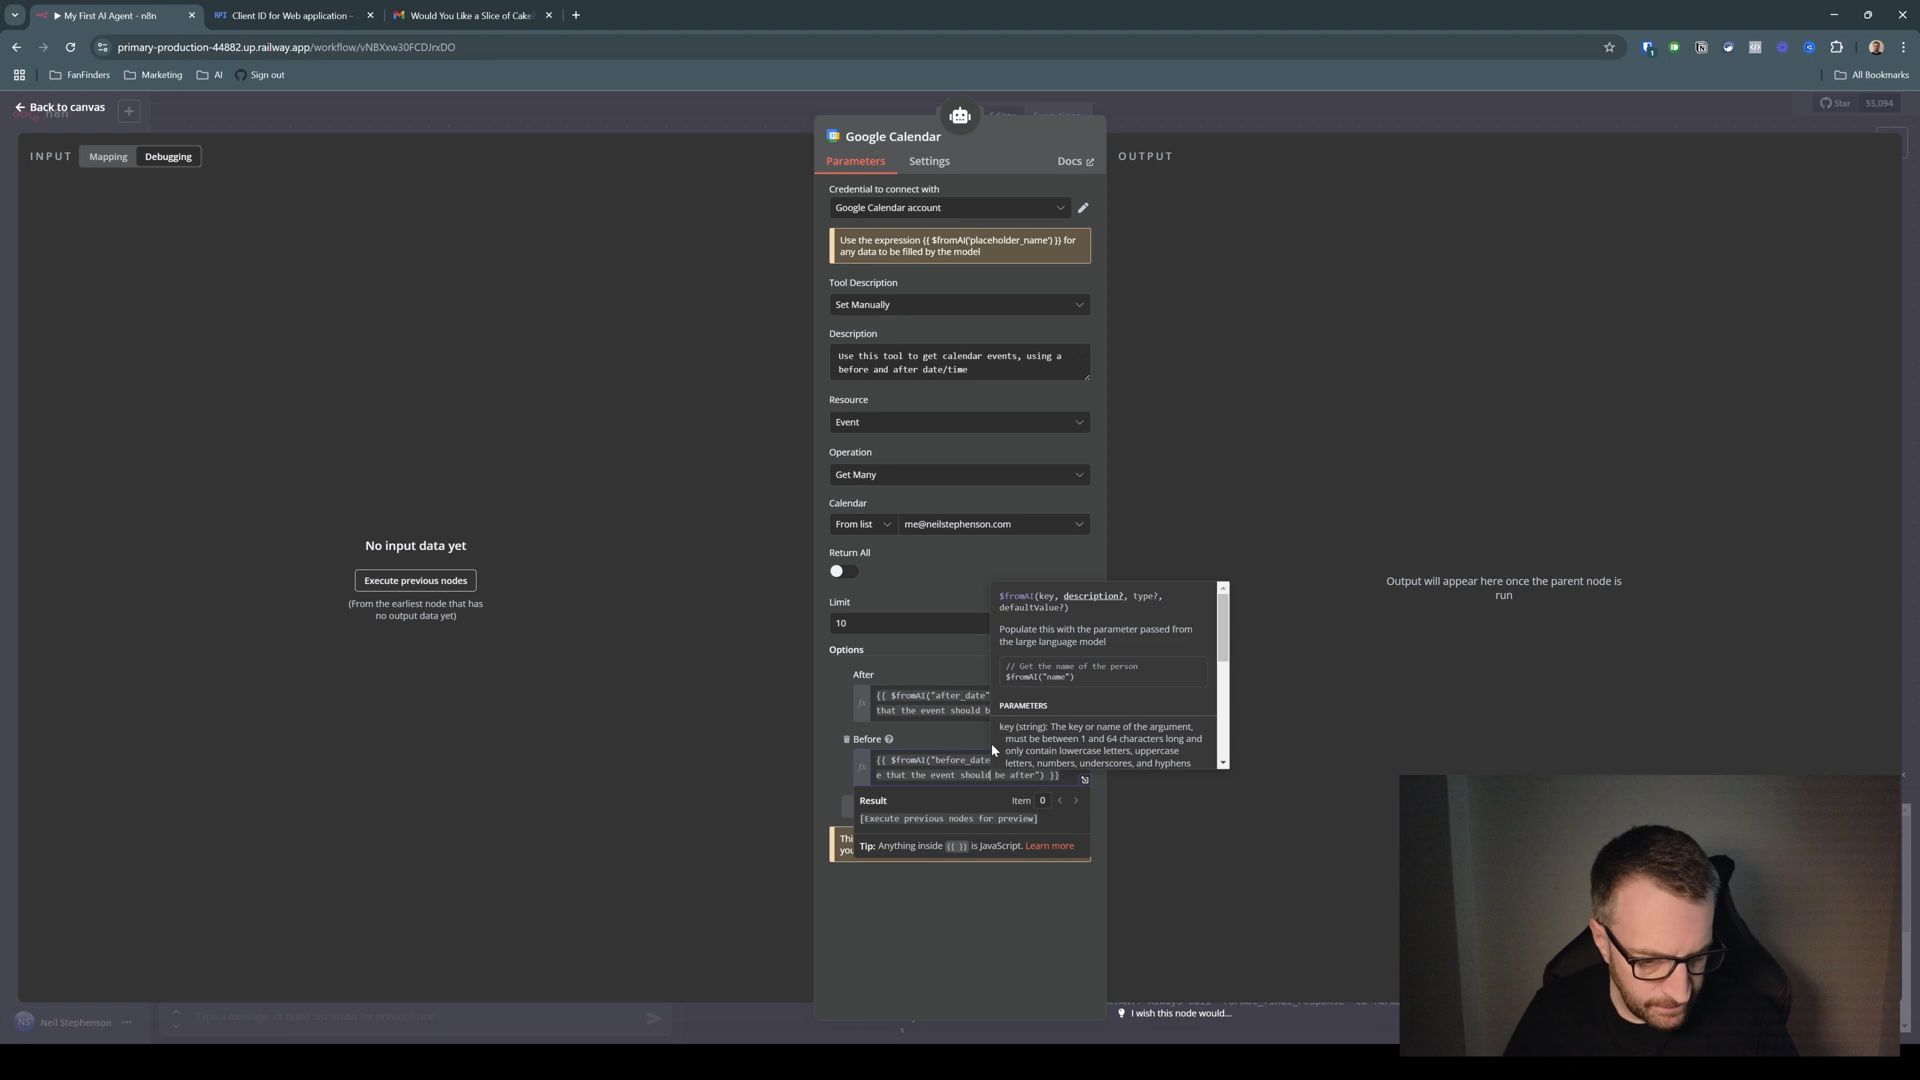 ▶ My First AI Agent - n8n
API Client ID for Web application -
Would You Like a Slice of Cake?
primary-production-44882.up.railway.app/workflow/vNBXxw30FCDJrxDO
FanFinders
Marketing
AI
Sign out
All Bookmarks
Back to canvas
n8n
Editor
Executions
Star
55,094
INPUT
Mapping
Debugging
Google Calendar
Parameters
Settings
Docs
OUTPUT
Credential to connect with
Google Calendar account
Use the expression {{ $fromAI('placeholder_name') }} for
any data to be filled by the model
Tool Description
Set Manually
Description
Use this tool to get calendar events, using a
before and after date/time
Resource
Event
Operation
Get Many
Calendar
From list
me@neilstephenson.com
Return All
Limit
10
Options
After
fx
{{ $fromAI("after_date"
that the event should b
Before
fx
{{ $fromAI("before_date
e that the event should be after") }}
$fromAI(key, description?, type?,
defaultValue?)
Populate this with the parameter passed from
the large language model
// Get the name of the person
$fromAI("name")
PARAMETERS
key (string): The key or name of the argument,
must be between 1 and 64 characters long and
only contain lowercase letters, uppercase
letters, numbers, underscores, and hyphens
Result
Item
0
[Execute previous nodes for preview]
Tip: Anything inside {{ }} is JavaScript. Learn more
Thi
you
No input data yet
Execute previous nodes
(From the earliest node that has
no output data yet)
Output will appear here once the parent node is
run
NS
Neil Stephenson
I wish this node would...